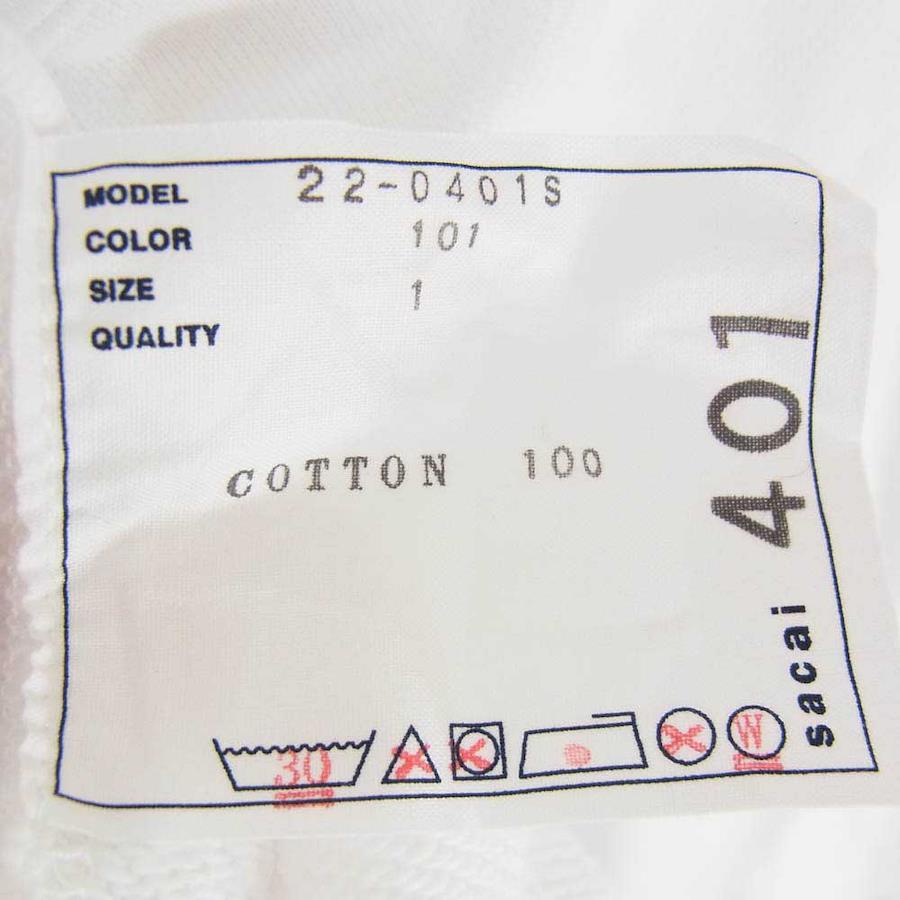 MODEL 22-0401S
COLOR 101
SIZE 1
QUALITY
COTTON 100
sacai 401
30
W